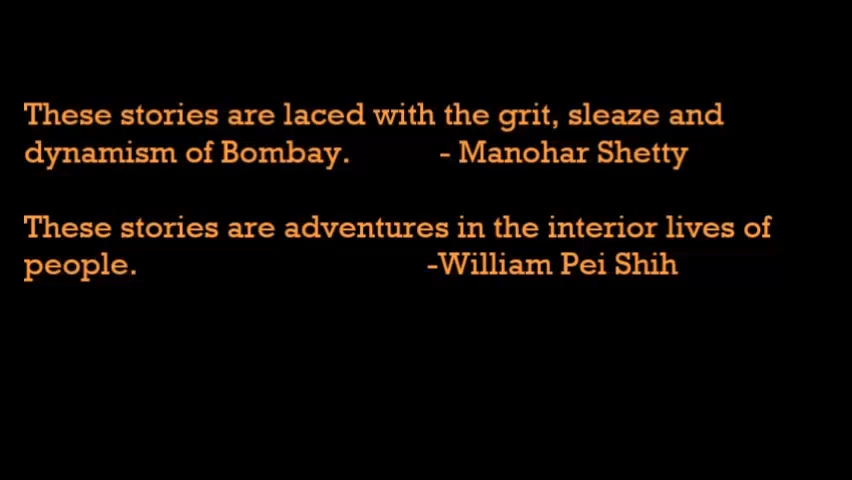 These stories are laced with the grit, sleaze and
dynamism of Bombay. - Manohar Shetty
These stories are adventures in the interior lives of
people. -William Pei Shih